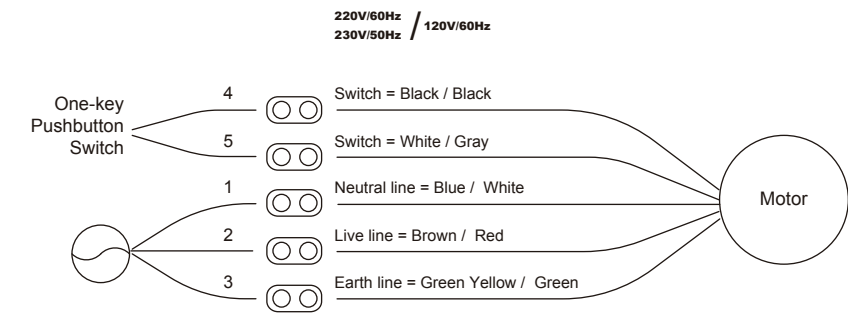 220V/60Hz
230V/50Hz / 120V/60Hz
4 Switch = Black / Black
One-key
Pushbutton
Switch
5 Switch = White / Gray
1 Neutral line = Blue / White
Motor
2 Live line = Brown / Red
3 Earth line = Green Yellow / Green